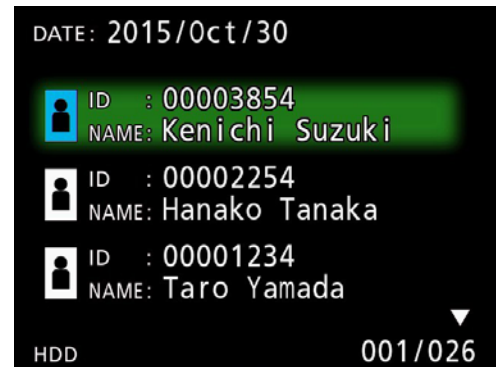 DATE: 2015/Oct/30
ID : 00003854
NAME: Kenichi Suzuki
ID : 00002254
NAME: Hanako Tanaka
ID : 00001234
NAME: Taro Yamada
HDD 001/026